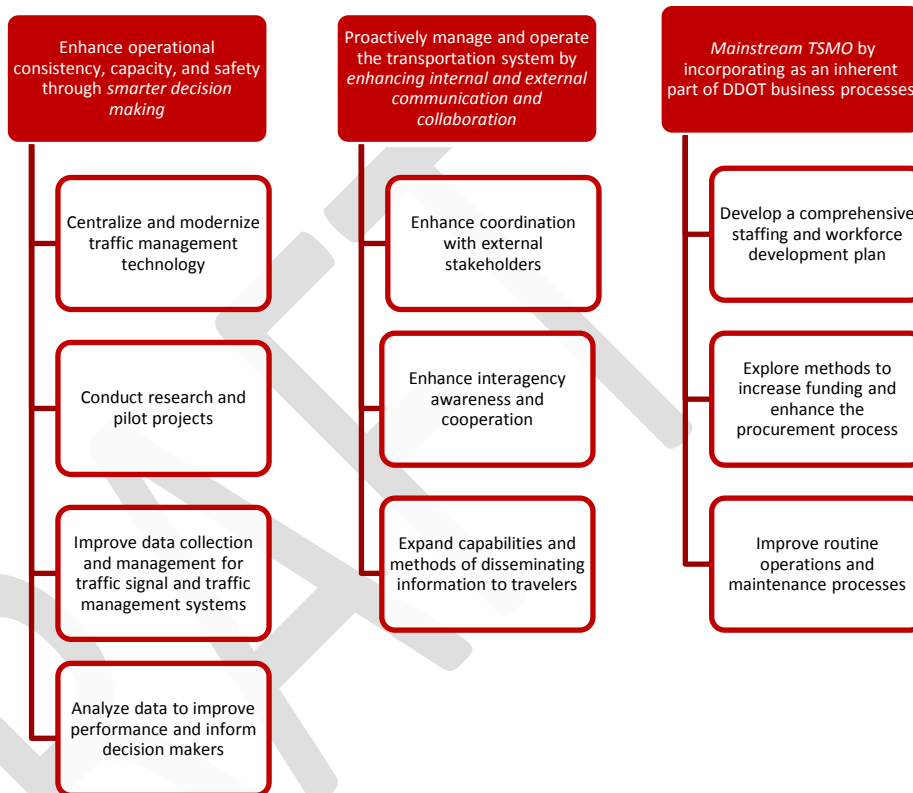 Enhance operational
consistency, capacity, and safety
through smarter decision
making
Centralize and modernize
traffic management
technology
Conduct research and
pilot projects
Improve data collection
and management for
traffic signal and traffic
management systems
Analyze data to improve
performance and inform
decision makers
Proactively manage and operate
the transportation system by
enhancing internal and external
communication and
collaboration
Enhance coordination
with external
stakeholders
Enhance interagency
awareness and
cooperation
Expand capabilities and
methods of disseminating
information to travelers
Mainstream TSMO by
incorporating as an inherent
part of DDOT business processes
Develop a comprehensive
staffing and workforce
development plan
Explore methods to
increase funding and
enhance the
procurement process
Improve routine
operations and
maintenance processes
DRAFT